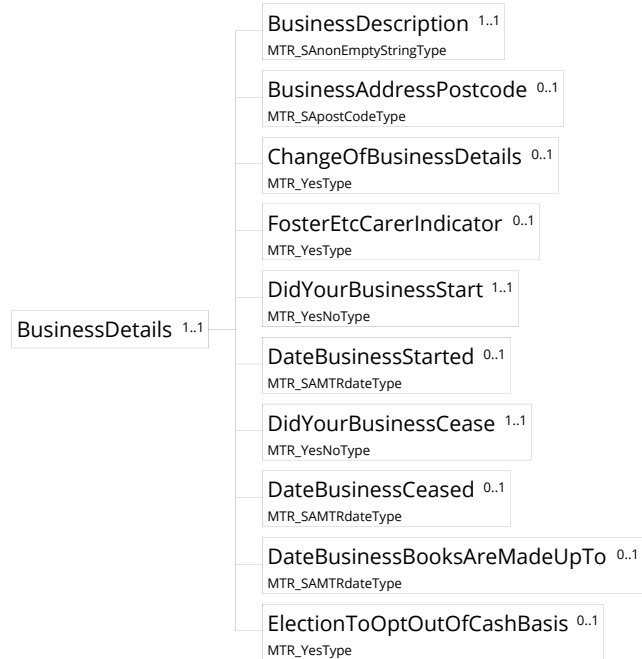 BusinessDescription 1..1
MTR_SAnonEmptyStringType
BusinessAddressPostcode 0..1
MTR_SApostCodeType
ChangeOfBusinessDetails 0..1
MTR_YesType
FosterEtcCarerIndicator 0..1
MTR_YesType
DidYourBusinessStart 1..1
MTR_YesNoType
BusinessDetails 1..1
DateBusinessStarted 0..1
MTR_SAMTRdateType
DidYourBusinessCease 1..1
MTR_YesNoType
DateBusinessCeased 0..1
MTR_SAMTRdateType
DateBusinessBooksAreMadeUpTo 0..1
MTR_SAMTRdateType
ElectionToOptOutOfCashBasis 0..1
MTR_YesType